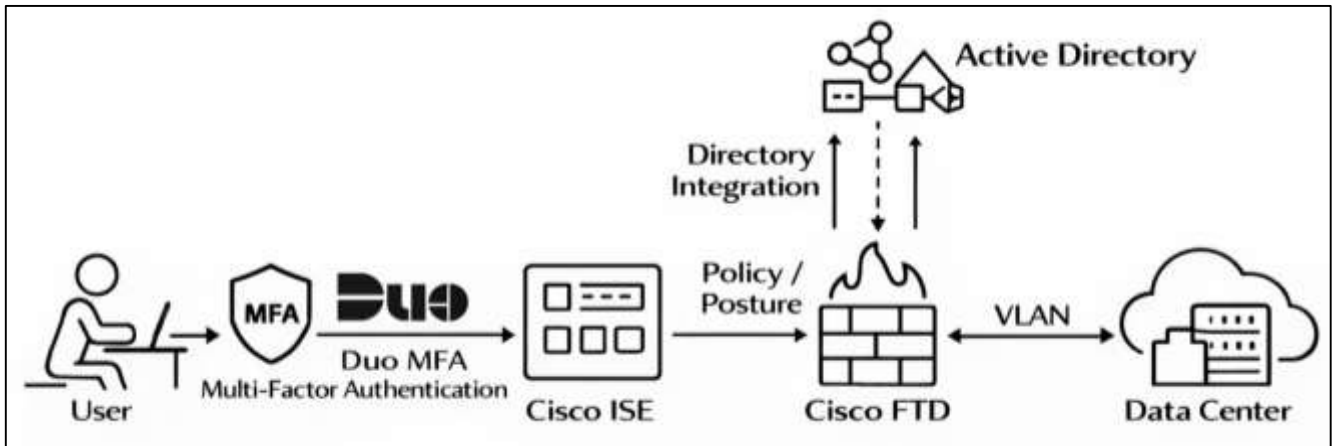 Active Directory
Directory
Integration
Policy /
Posture
MFA
Duo
VLAN
Duo MFA
Multi-Factor Authentication
User
Cisco ISE
Cisco FTD
Data Center